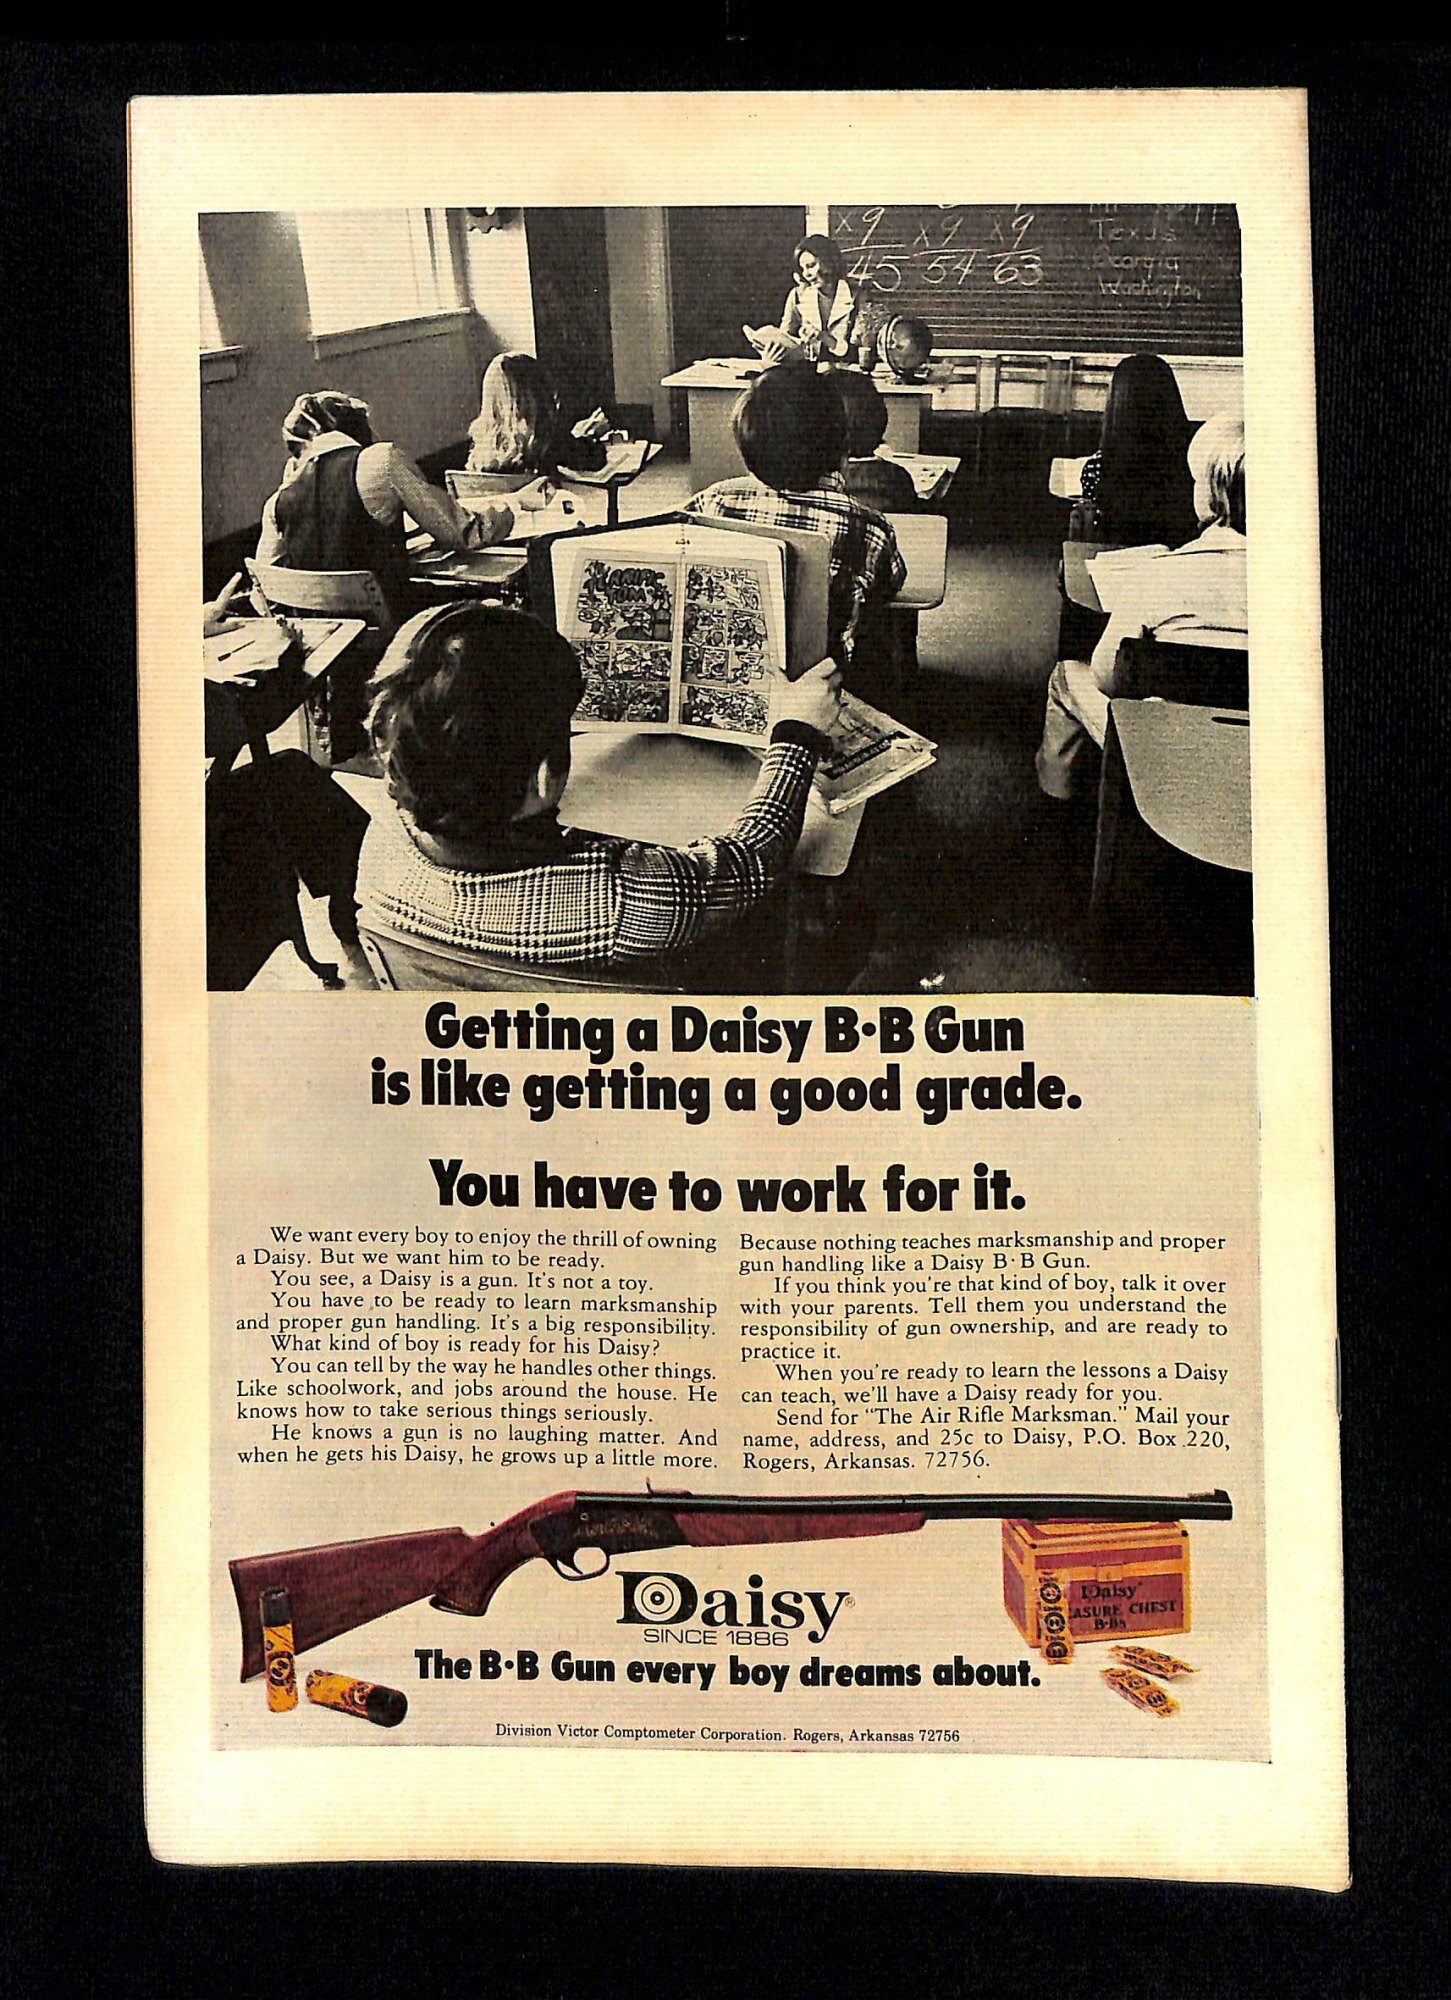 ×9 ×9 ×9
45 54 63
Texas
Georgia
Washington
Getting a Daisy B·B Gun
is like getting a good grade.
You have to work for it.
We want every boy to enjoy the thrill of owning
a Daisy. But we want him to be ready.
You see, a Daisy is a gun. It's not a toy.
You have to be ready to learn marksmanship
and proper gun handling. It's a big responsibility.
What kind of boy is ready for his Daisy?
You can tell by the way he handles other things.
Like schoolwork, and jobs around the house. He
knows how to take serious things seriously.
He knows a gun is no laughing matter. And
when he gets his Daisy, he grows up a little more.
Because nothing teaches marksmanship and proper
gun handling like a Daisy B·B Gun.
If you think you're that kind of boy, talk it over
with your parents. Tell them you understand the
responsibility of gun ownership, and are ready to
practice it.
When you're ready to learn the lessons a Daisy
can teach, we'll have a Daisy ready for you.
Send for "The Air Rifle Marksman." Mail your
name, address, and 25c to Daisy, P.O. Box 220,
Rogers, Arkansas. 72756.
Daisy®
SINCE 1886
Daisy
ASURE CHEST
B·Bs
The B·B Gun every boy dreams about.
Division Victor Comptometer Corporation. Rogers, Arkansas 72756